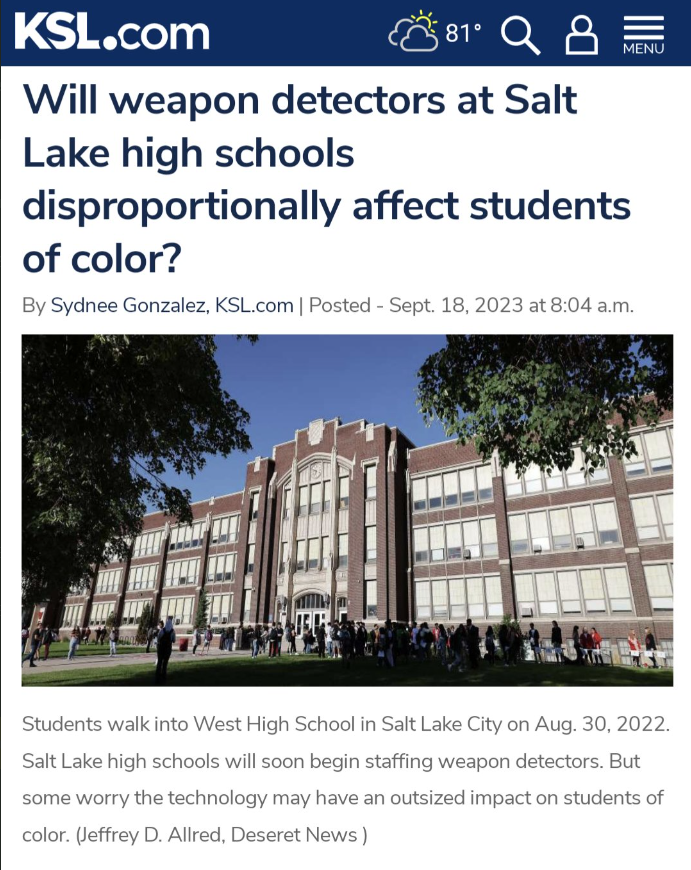 KSL.com
81°
MENU
Will weapon detectors at Salt
Lake high schools
disproportionally affect students
of color?
By Sydnee Gonzalez, KSL.com | Posted - Sept. 18, 2023 at 8:04 a.m.
Students walk into West High School in Salt Lake City on Aug. 30, 2022.
Salt Lake high schools will soon begin staffing weapon detectors. But
some worry the technology may have an outsized impact on students of
color. (Jeffrey D. Allred, Deseret News )